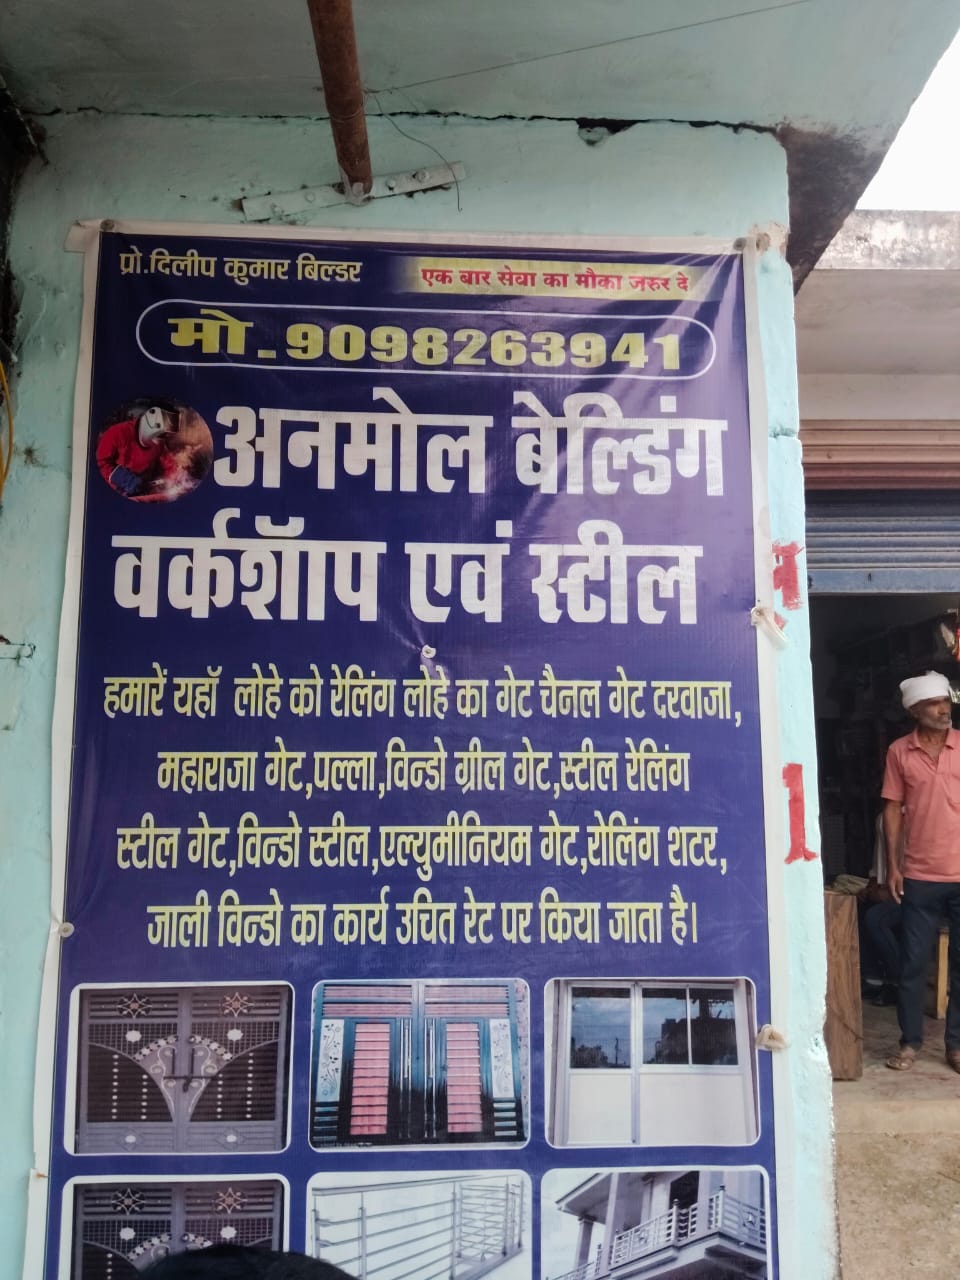 प्रो.दिलीप कुमार बिल्डर
एक बार सेवा का मौका जरुर दे
मो.-9098263941
अनमोल बेल्डिंग
वर्कशॉप एवं स्टील
हमारें यहॉ लोहे को रेलिंग लोहे का गेट चैनल गेट दरवाजा,
महाराजा गेट,पल्ला,विन्डो ग्रील गेट,स्टील रेलिंग
स्टील गेट,विन्डो स्टील,एल्युमीनियम गेट,रोलिंग शटर,
जाली विन्डो का कार्य उचित रेट पर किया जाता है।
1